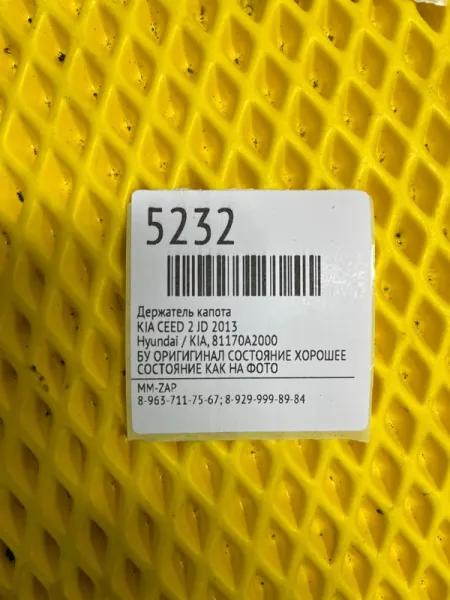 5232
Держатель капота
KIA CEED 2 JD 2013
Hyundai / KIA, 81170A2000
БУ ОРИГИГИНАЛ СОСТОЯНИЕ ХОРОШЕЕ
СОСТОЯНИЕ КАК НА ФОТО
MM-ZAP
8-963-711-75-67; 8-929-999-89-84